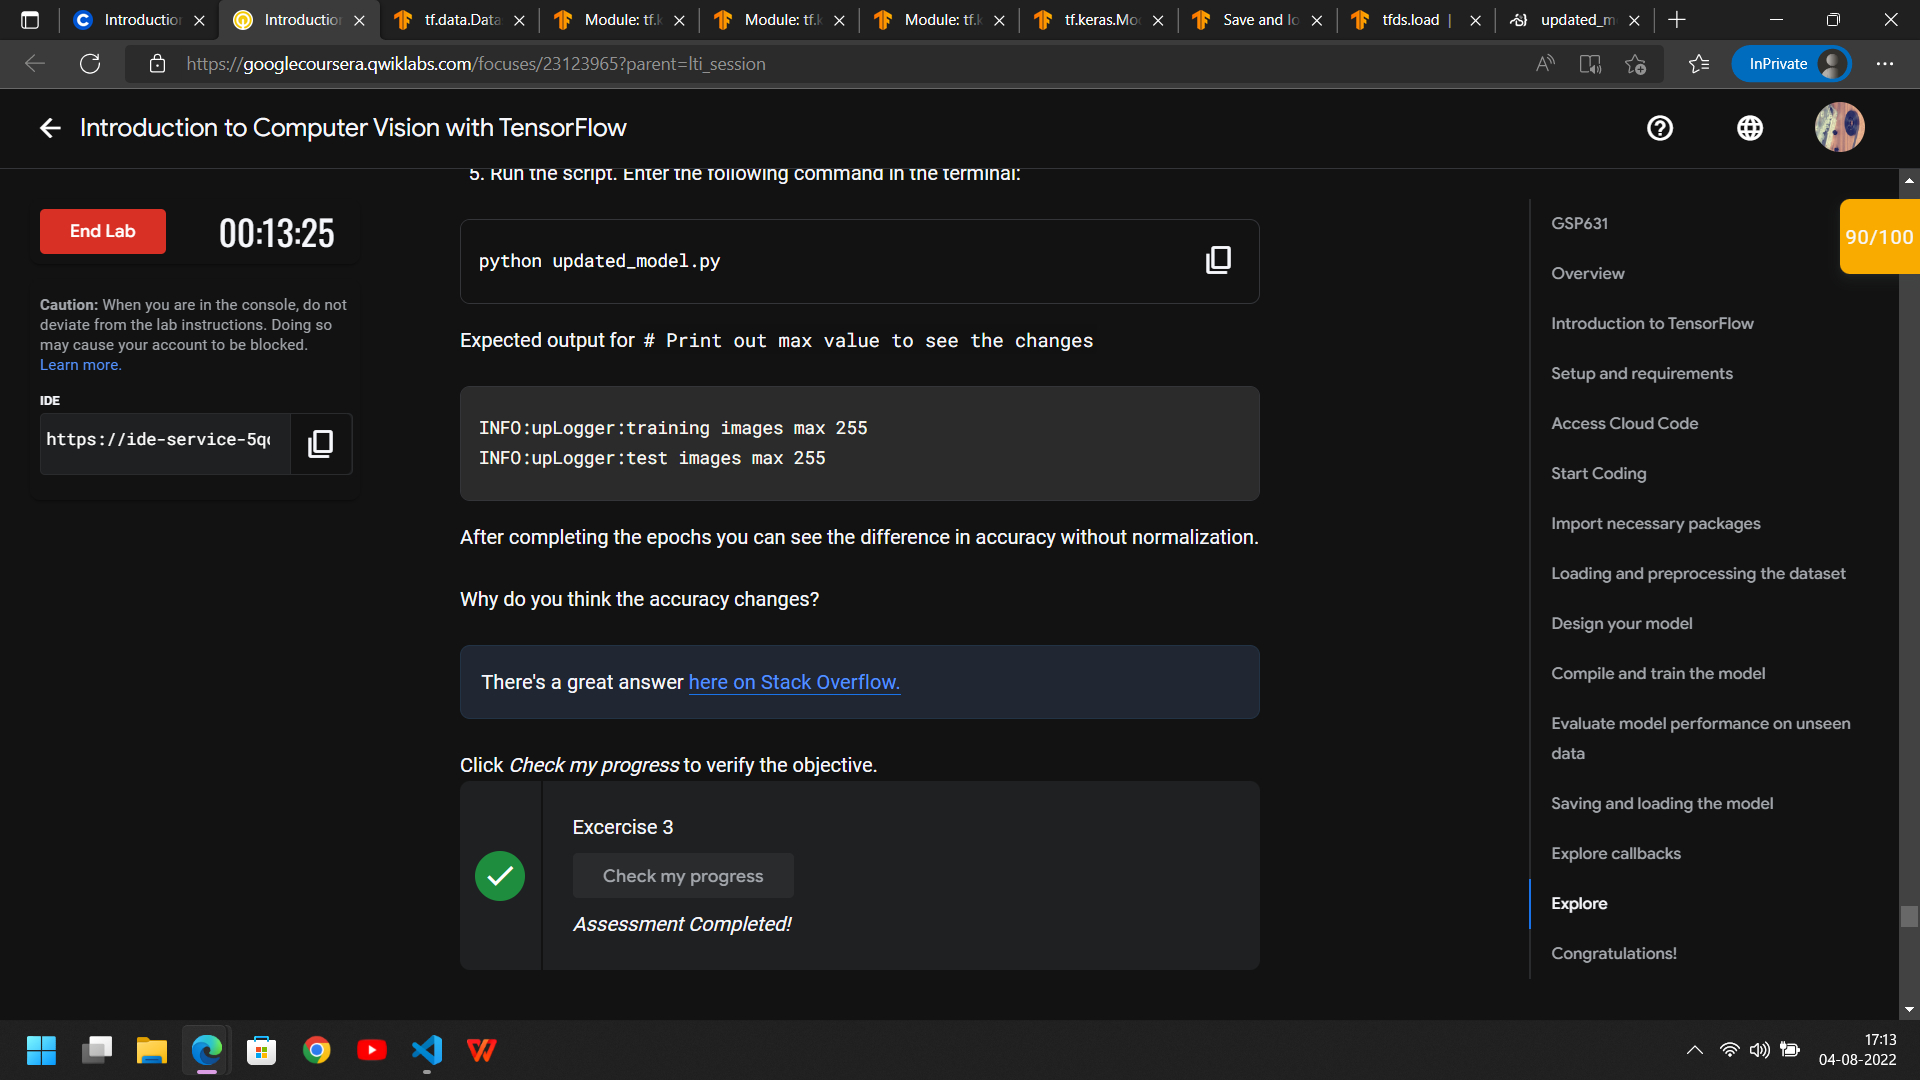 Introduction
Introduction
tf.data.Data
Module: tf.k
Module: tf.k
Module: tf.k
tf.keras.Mo
Save and lo
tfds.load |
updated_m
https://googlecoursera.qwiklabs.com/focuses/23123965?parent=lti_session
InPrivate
Introduction to Computer Vision with TensorFlow
End Lab
00:13:25
Caution: When you are in the console, do not
deviate from the lab instructions. Doing so
may cause your account to be blocked.
Learn more.
IDE
https://ide-service-5qc
5. Run the script. Enter the following command in the terminal:
python updated_model.py
Expected output for # Print out max value to see the changes
INFO:upLogger:training images max 255
INFO:upLogger:test images max 255
After completing the epochs you can see the difference in accuracy without normalization.
Why do you think the accuracy changes?
There's a great answer here on Stack Overflow.
Click Check my progress to verify the objective.
Excercise 3
Check my progress
Assessment Completed!
GSP631
Overview
Introduction to TensorFlow
Setup and requirements
Access Cloud Code
Start Coding
Import necessary packages
Loading and preprocessing the dataset
Design your model
Compile and train the model
Evaluate model performance on unseen
data
Saving and loading the model
Explore callbacks
Explore
Congratulations!
90/100
17:13
04-08-2022